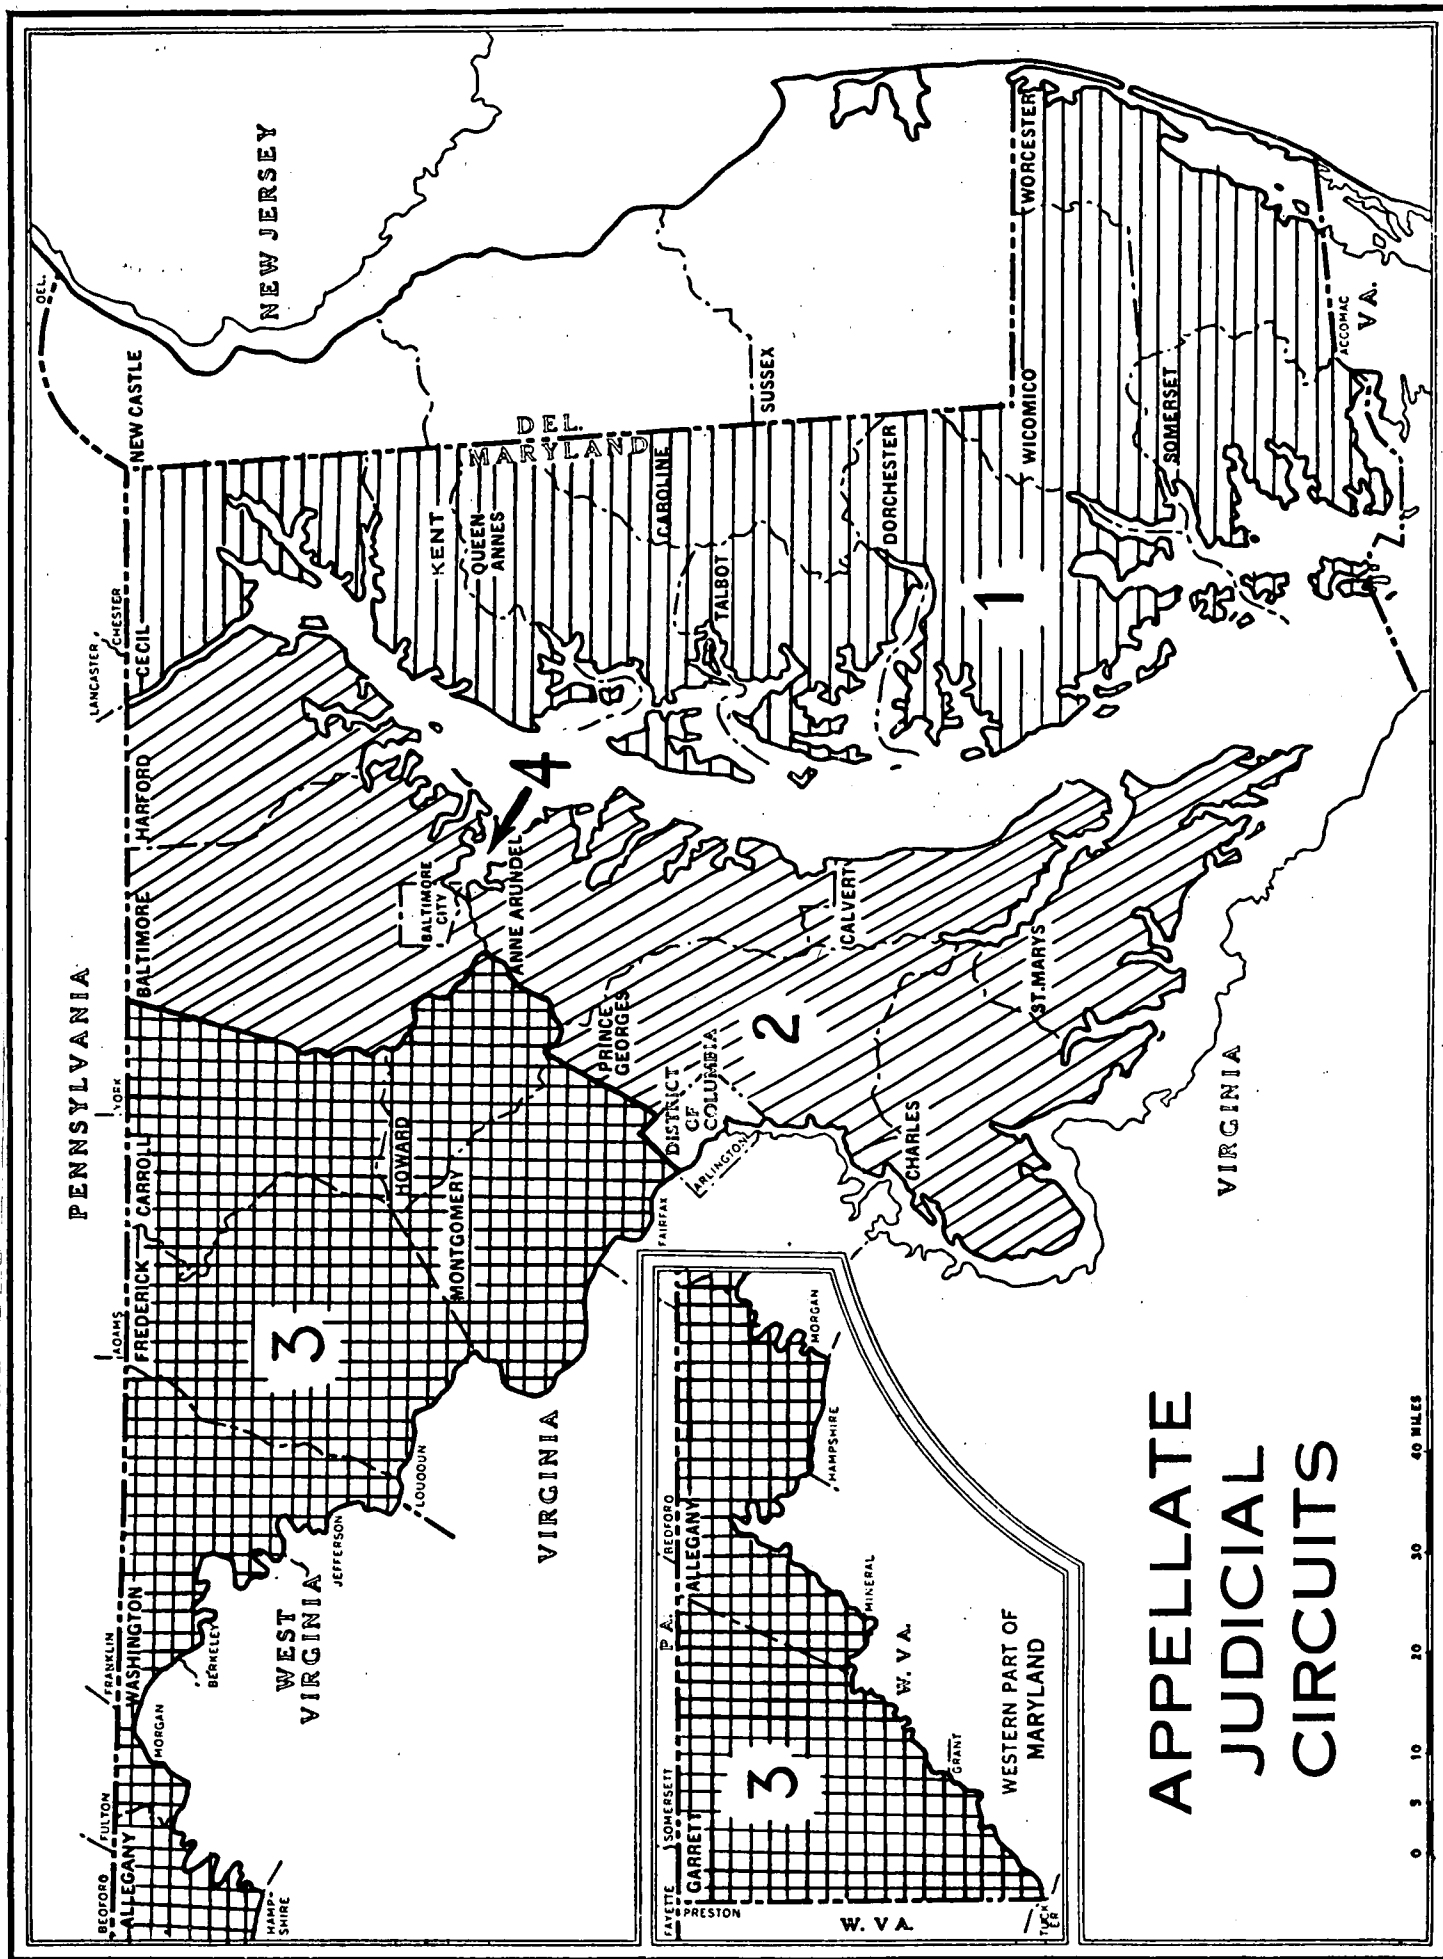 APPELLATE
JUDICIAL
CIRCUITS
0 5 10 20 30 40 MILES
PENNSYLVANIA
BEDFORD
FULTON
FRANKLIN
ADAMS
YORK
LANCASTER
CHESTER
DEL.
NEW JERSEY
ALLEGANY
WASHINGTON
FREDERICK
CARROLL
BALTIMORE
HARFORD
CECIL
NEW CASTLE
HAMP-
SHIRE
MORGAN
BERKELEY
WEST
VIRGINIA
JEFFERSON
LOUDOUN
3
HOWARD
MONTGOMERY
BALTIMORE
CITY
4
ANNE ARUNDEL
KENT
QUEEN
ANNES
DEL.
MARYLAND
VIRGINIA
FAIRFAX
ARLINGTON
DISTRICT
OF
COLUMBIA
PRINCE
GEORGES
2
CALVERT
CHARLES
ST. MARYS
CAROLINE
TALBOT
SUSSEX
DORCHESTER
1
WICOMICO
WORCESTER
SOMERSET
ACCOMAC
VA.
VIRGINIA
FAYETTE
SOMERSETT
PA.
BEDFORD
PRESTON
GARRETT
ALLEGANY
3
W. VA.
TUCK
ER
GRANT
W. VA.
MINERAL
HAMPSHIRE
MORGAN
WESTERN PART OF
MARYLAND